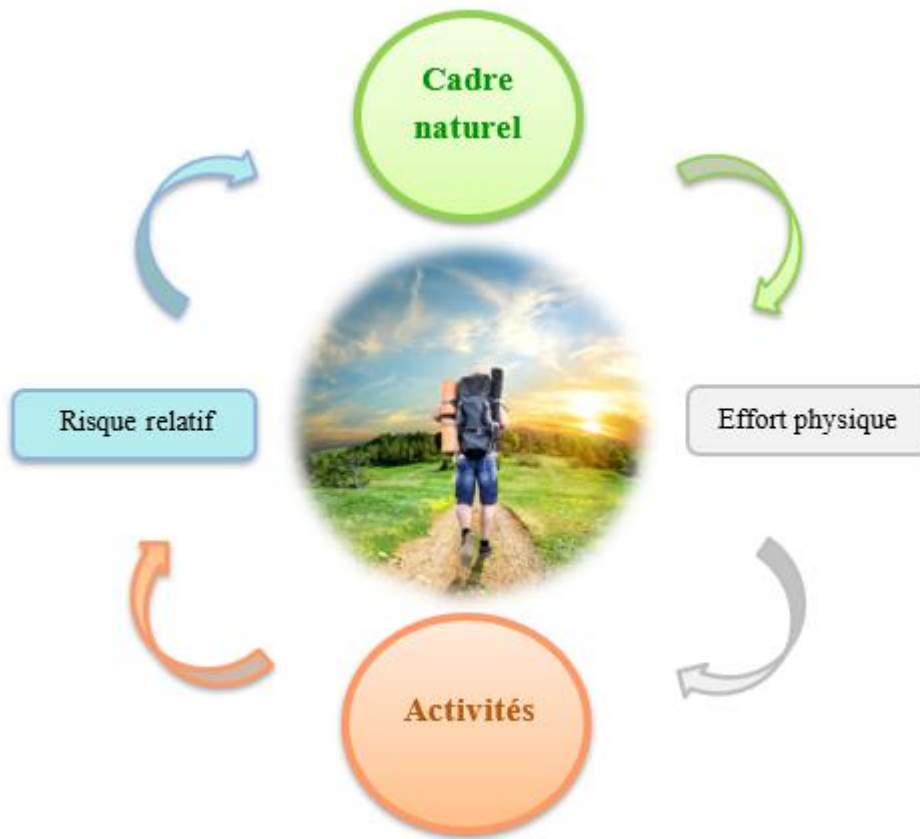 Cadre
naturel
Risque relatif
Effort physique
Activités